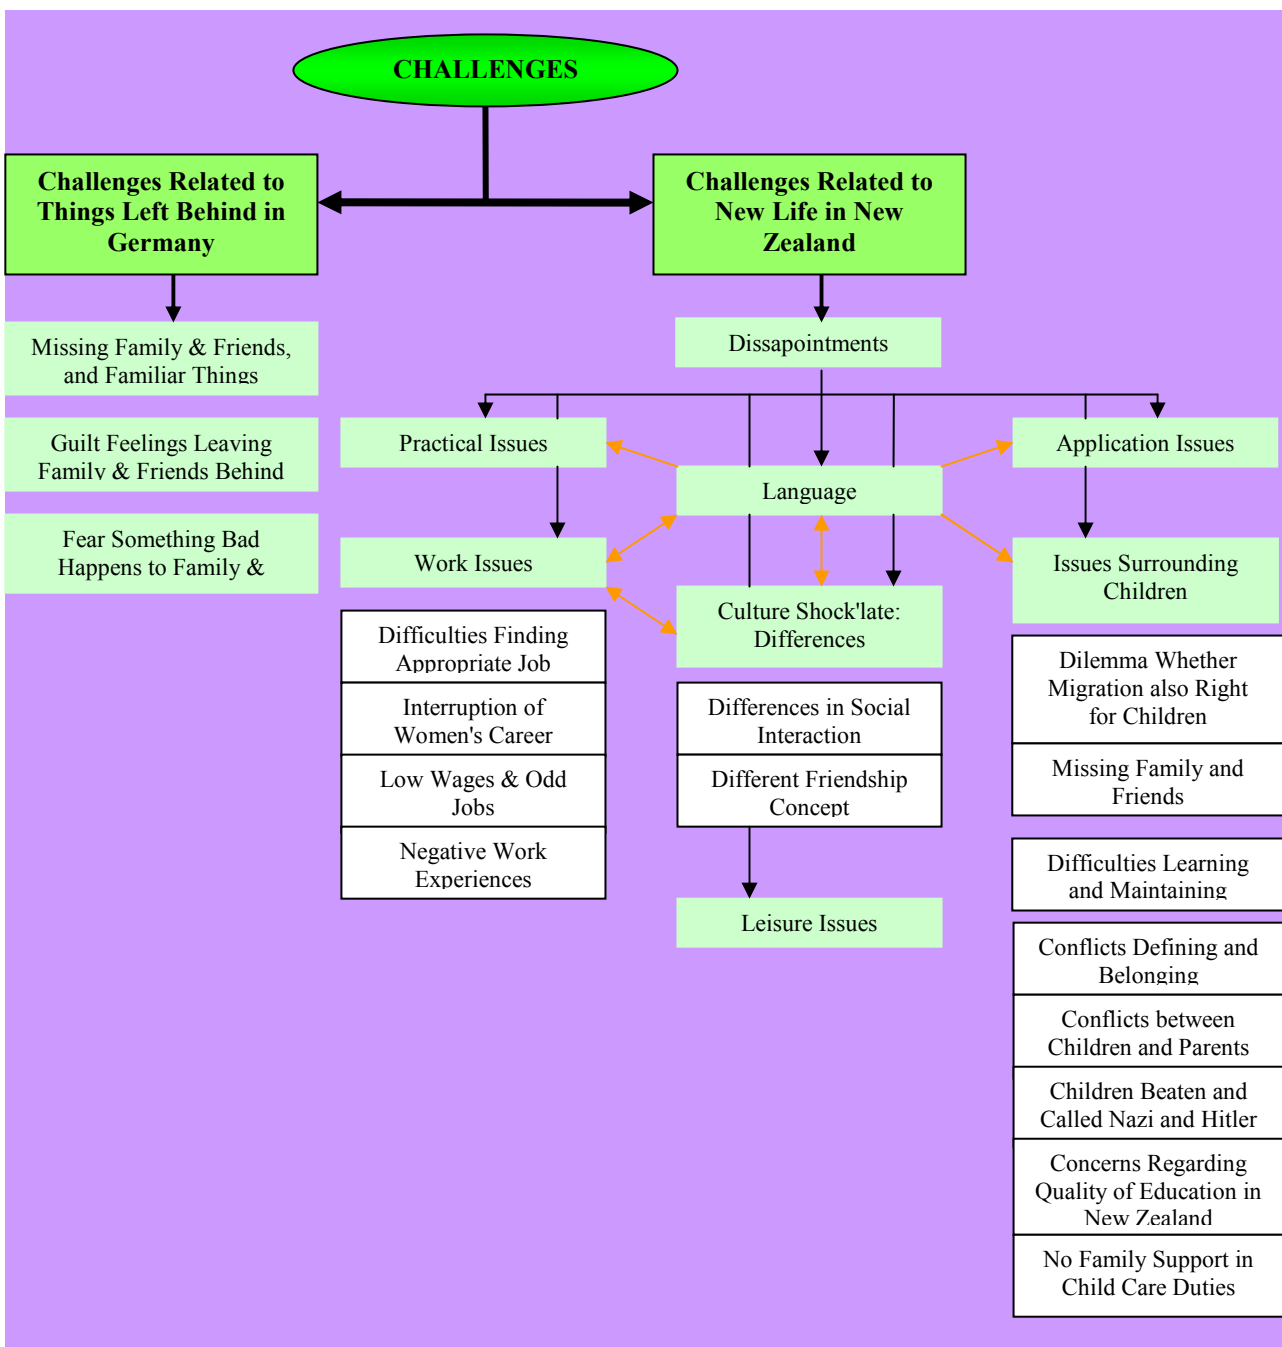 CHALLENGES
Challenges Related to
Things Left Behind in
Germany
Challenges Related to
New Life in New
Zealand
Missing Family & Friends,
and Familiar Things
Guilt Feelings Leaving
Family & Friends Behind
Fear Something Bad
Happens to Family &
Dissapointments
Practical Issues
Application Issues
Language
Work Issues
Issues Surrounding
Children
Culture Shock'late:
Differences
Difficulties Finding
Appropriate Job
Interruption of
Women's Career
Low Wages & Odd
Jobs
Negative Work
Experiences
Differences in Social
Interaction
Different Friendship
Concept
Leisure Issues
Dilemma Whether
Migration also Right
for Children
Missing Family and
Friends
Difficulties Learning
and Maintaining
Conflicts Defining and
Belonging
Conflicts between
Children and Parents
Children Beaten and
Called Nazi and Hitler
Concerns Regarding
Quality of Education in
New Zealand
No Family Support in
Child Care Duties